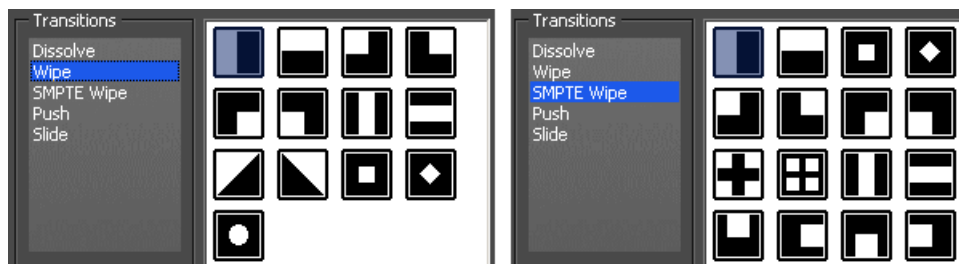 Transitions
Dissolve
Wipe
SMPTE Wipe
Push
Slide
Transitions
Dissolve
Wipe
SMPTE Wipe
Push
Slide